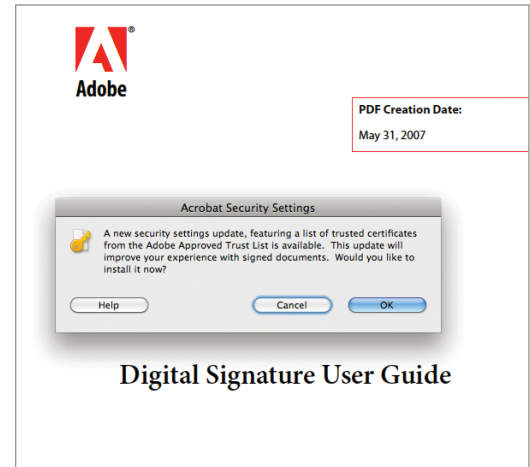 ®
Adobe
PDF Creation Date:
May 31, 2007
Acrobat Security Settings
A new security settings update, featuring a list of trusted certificates
from the Adobe Approved Trust List is available. This update will
improve your experience with signed documents. Would you like to
install it now?
Help
Cancel
OK
Digital Signature User Guide